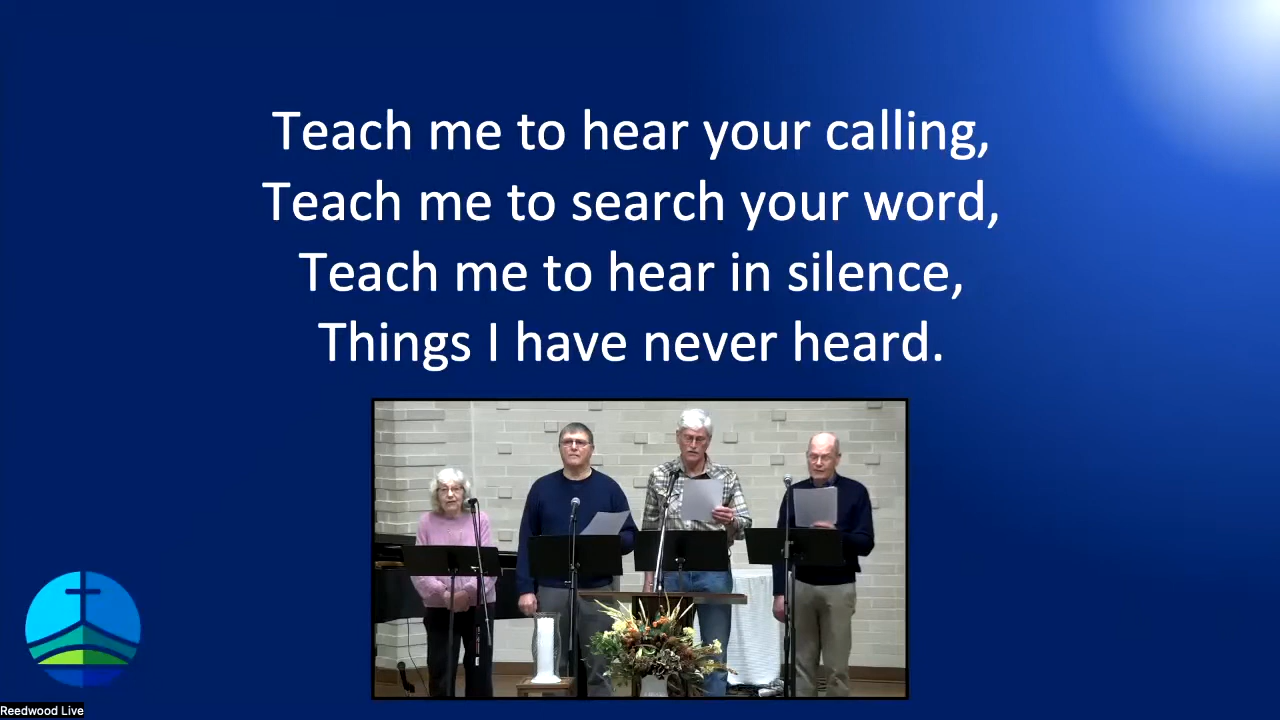 Teach me to hear your calling,
Teach me to search your word,
Teach me to hear in silence,
Things I have never heard.
Reedwood Live